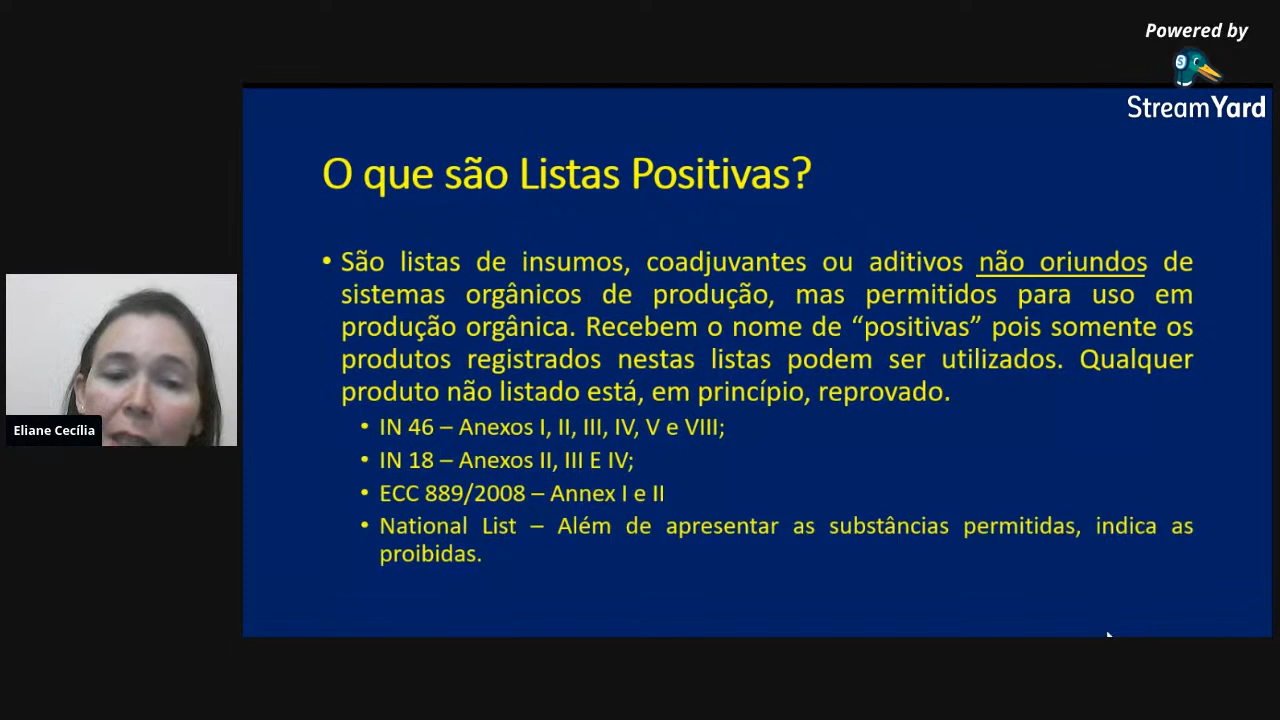 Powered by
StreamYard
O que são Listas Positivas?
• São listas de insumos, coadjuvantes ou aditivos não oriundos de
sistemas orgânicos de produção, mas permitidos para uso em
produção orgânica. Recebem o nome de “positivas” pois somente os
produtos registrados nestas listas podem ser utilizados. Qualquer
produto não listado está, em princípio, reprovado.
• IN 46 – Anexos I, II, III, IV, V e VIII;
• IN 18 – Anexos II, III E IV;
• ECC 889/2008 – Annex I e II
• National List – Além de apresentar as substâncias permitidas, indica as
proibidas.
Eliane Cecília